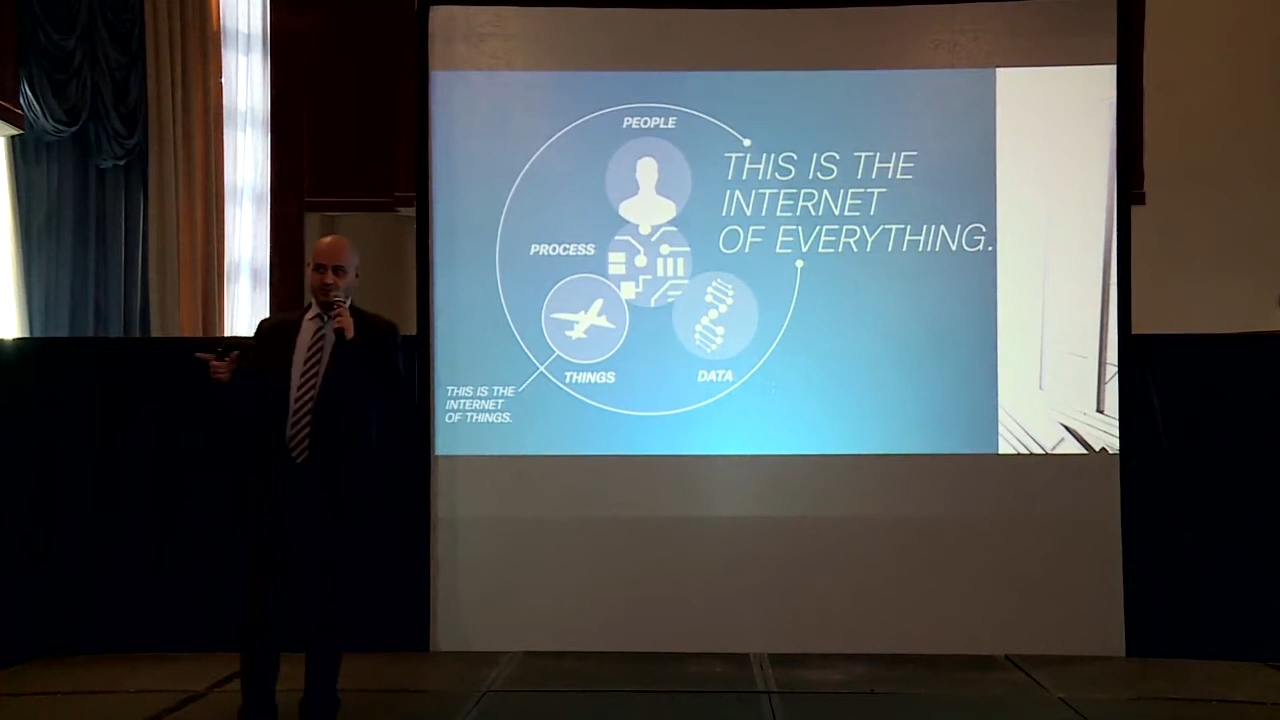 PEOPLE
THIS IS THE
INTERNET
OF EVERYTHING.
PROCESS
THINGS
DATA
THIS IS THE
INTERNET
OF THINGS.